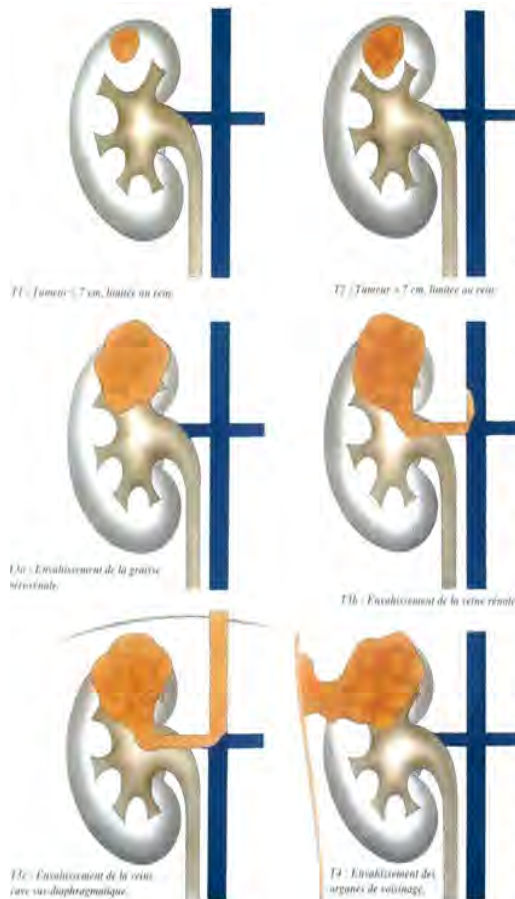 T1 : Tumeur ≤ 7 cm, limitée au rein.
T2 : Tumeur > 7 cm, limitée au rein.
T3a : Envahissement de la graisse
périrénale.
T3b : Envahissement de la veine rénale
T3c : Envahissement de la veine
cave sus-diaphragmatique.
T4 : Envahissement des
organes de voisinage.